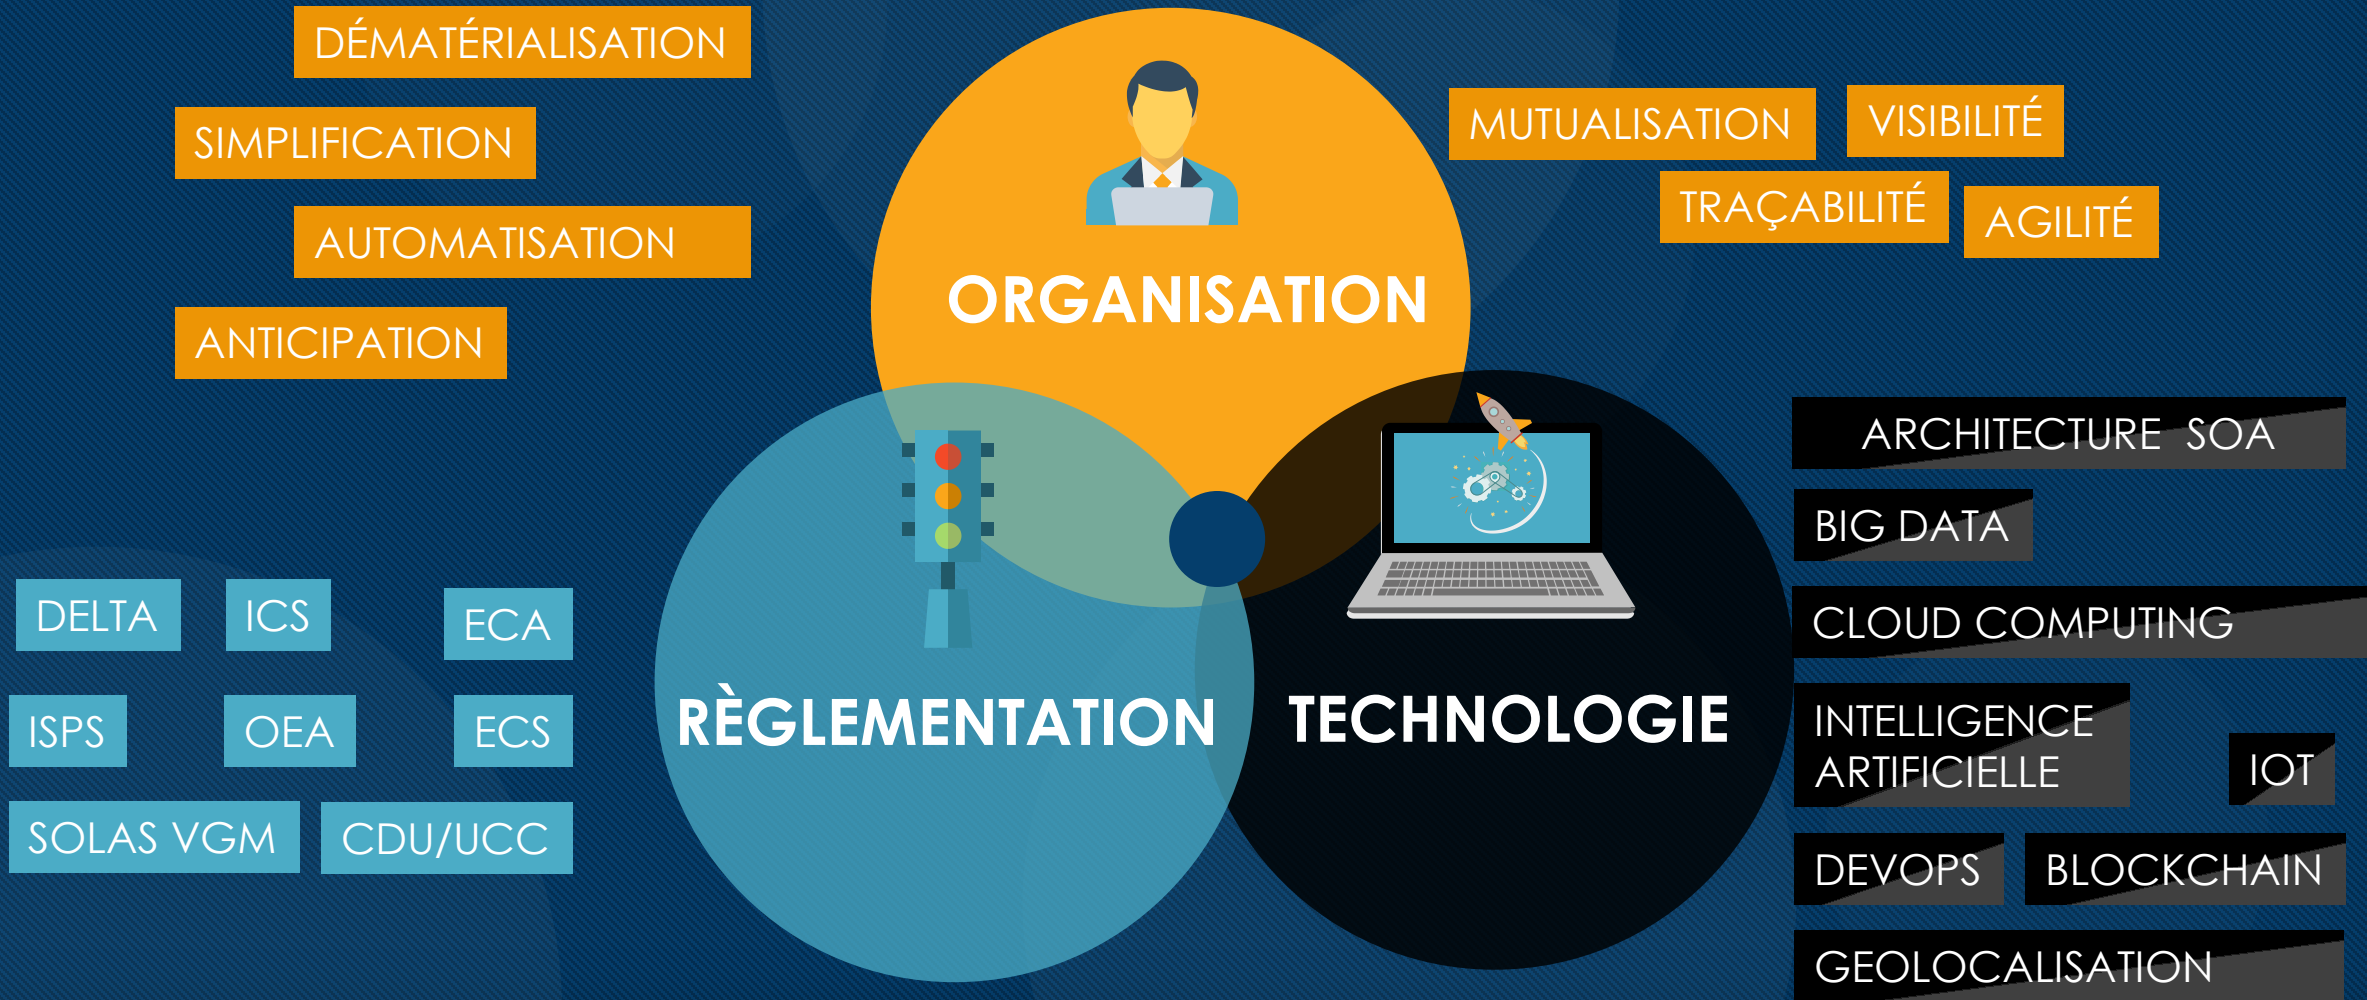 DÉMATÉRIALISATION
SIMPLIFICATION
AUTOMATISATION
ANTICIPATION
MUTUALISATION
VISIBILITÉ
TRAÇABILITÉ
AGILITÉ
ORGANISATION
RÈGLEMENTATION
TECHNOLOGIE
DELTA
ICS
ECA
ISPS
OEA
ECS
SOLAS VGM
CDU/UCC
ARCHITECTURE SOA
BIG DATA
CLOUD COMPUTING
INTELLIGENCE
ARTIFICIELLE
IOT
DEVOPS
BLOCKCHAIN
GEOLOCALISATION